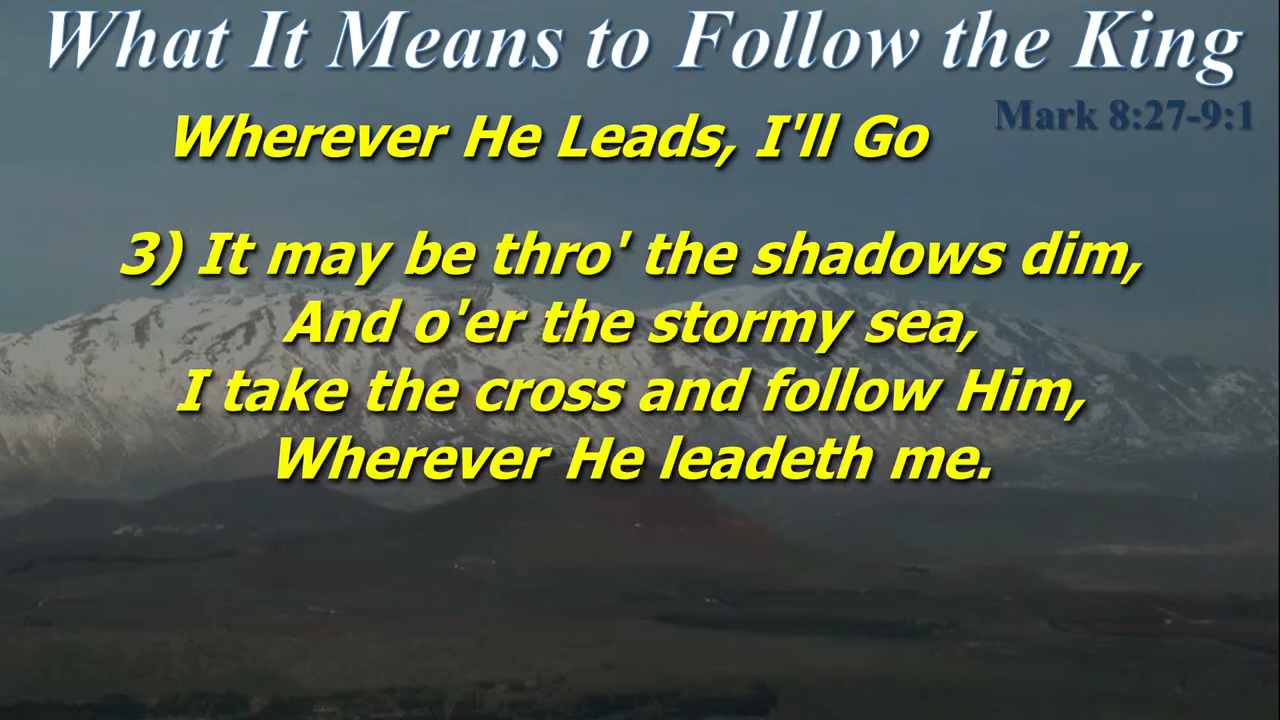 What It Means to Follow the King
Mark 8:27-9:1
Wherever He Leads, I'll Go
3) It may be thro' the shadows dim,
And o'er the stormy sea,
I take the cross and follow Him,
Wherever He leadeth me.